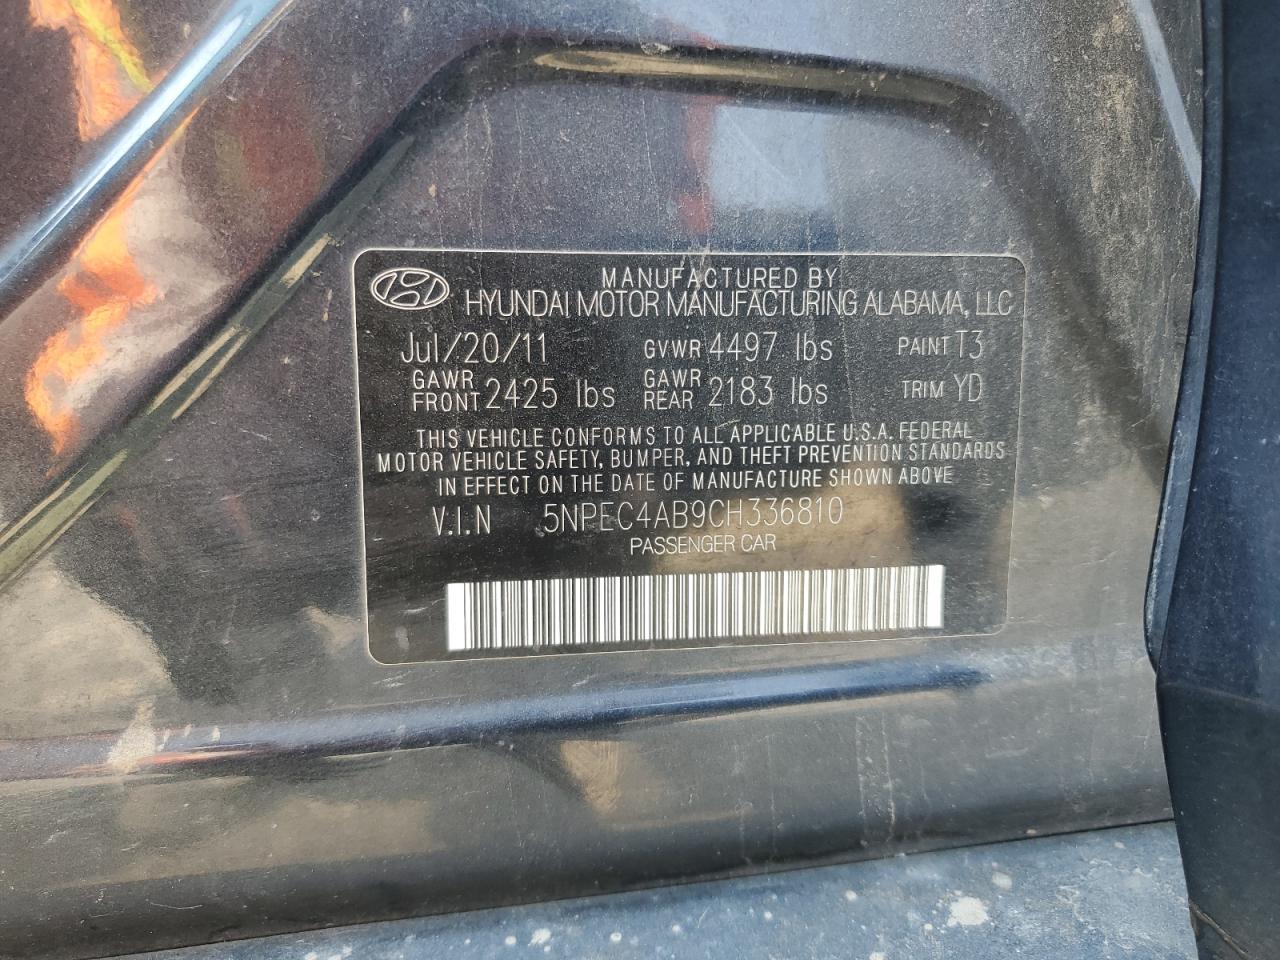 MANUFACTURED BY
HYUNDAI MOTOR MANUFACTURING ALABAMA, LLC
Jul/20/11 GVWR 4497 lbs PAINT T3
GAWR FRONT 2425 lbs GAWR REAR 2183 lbs TRIM YD
THIS VEHICLE CONFORMS TO ALL APPLICABLE U.S.A. FEDERAL
MOTOR VEHICLE SAFETY, BUMPER, AND THEFT PREVENTION STANDARDS
IN EFFECT ON THE DATE OF MANUFACTURE SHOWN ABOVE
V.I.N 5NPEC4AB9CH336810
PASSENGER CAR